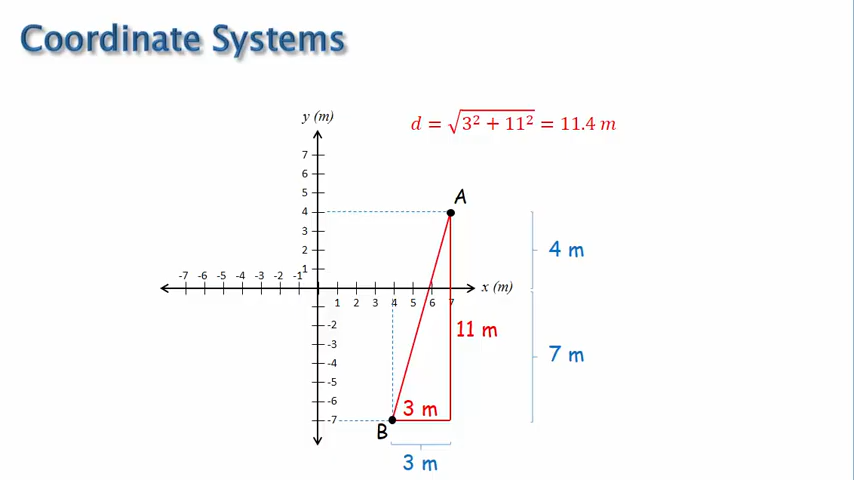 Coordinate Systems
y (m)
d = √3² + 11² = 11.4 m
7
6
5
4
3
2
1
A
4 m
-7 -6 -5 -4 -3 -2 -1
x (m)
1 2 3 4 5 6 7
-2
-3
-4
-5
-6
-7
11 m
7 m
3 m
B
3 m